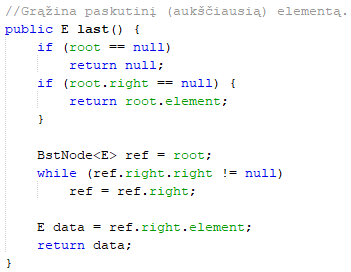 //Grąžina paskutinį (aukščiausią) elementą.
public E last() {
    if (root == null)
        return null;
    if (root.right == null) {
        return root.element;
    }
    BstNode<E> ref = root;
    while (ref.right.right != null)
        ref = ref.right;
    E data = ref.right.element;
    return data;
}